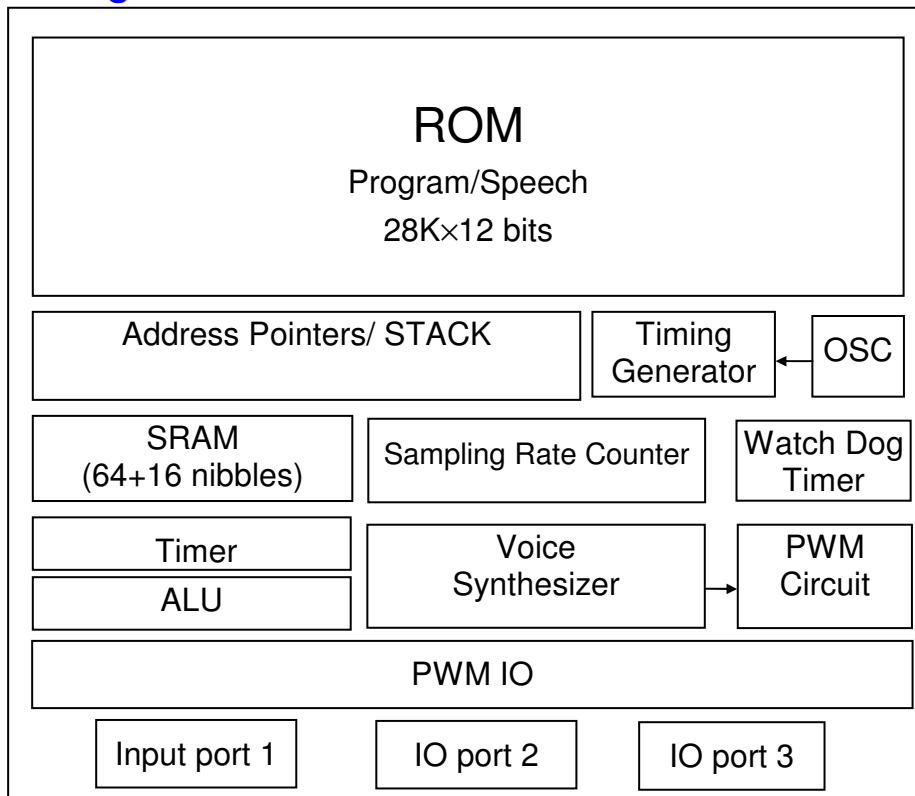 ROM
Program/Speech
28K×12 bits
Address Pointers/ STACK
Timing
Generator
OSC
SRAM
(64+16 nibbles)
Sampling Rate Counter
Watch Dog
Timer
Timer
ALU
Voice
Synthesizer
PWM
Circuit
PWM IO
Input port 1
IO port 2
IO port 3